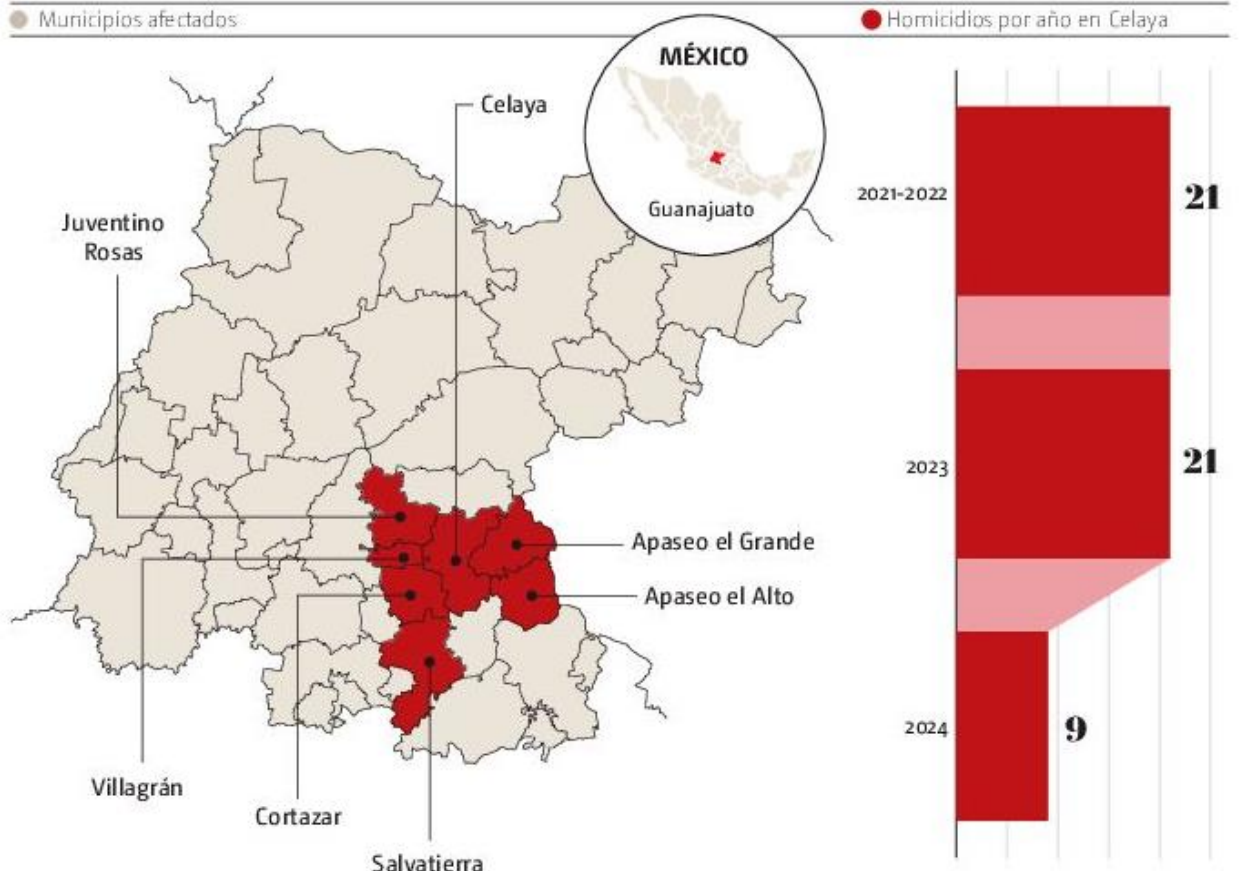 Municipios afectados
Homicidios por año en Celaya
MÉXICO
Guanajuato
Celaya
Juventino
Rosas
Apaseo el Grande
Apaseo el Alto
Villagrán
Cortazar
Salvatierra
2021-2022
21
2023
21
2024
9